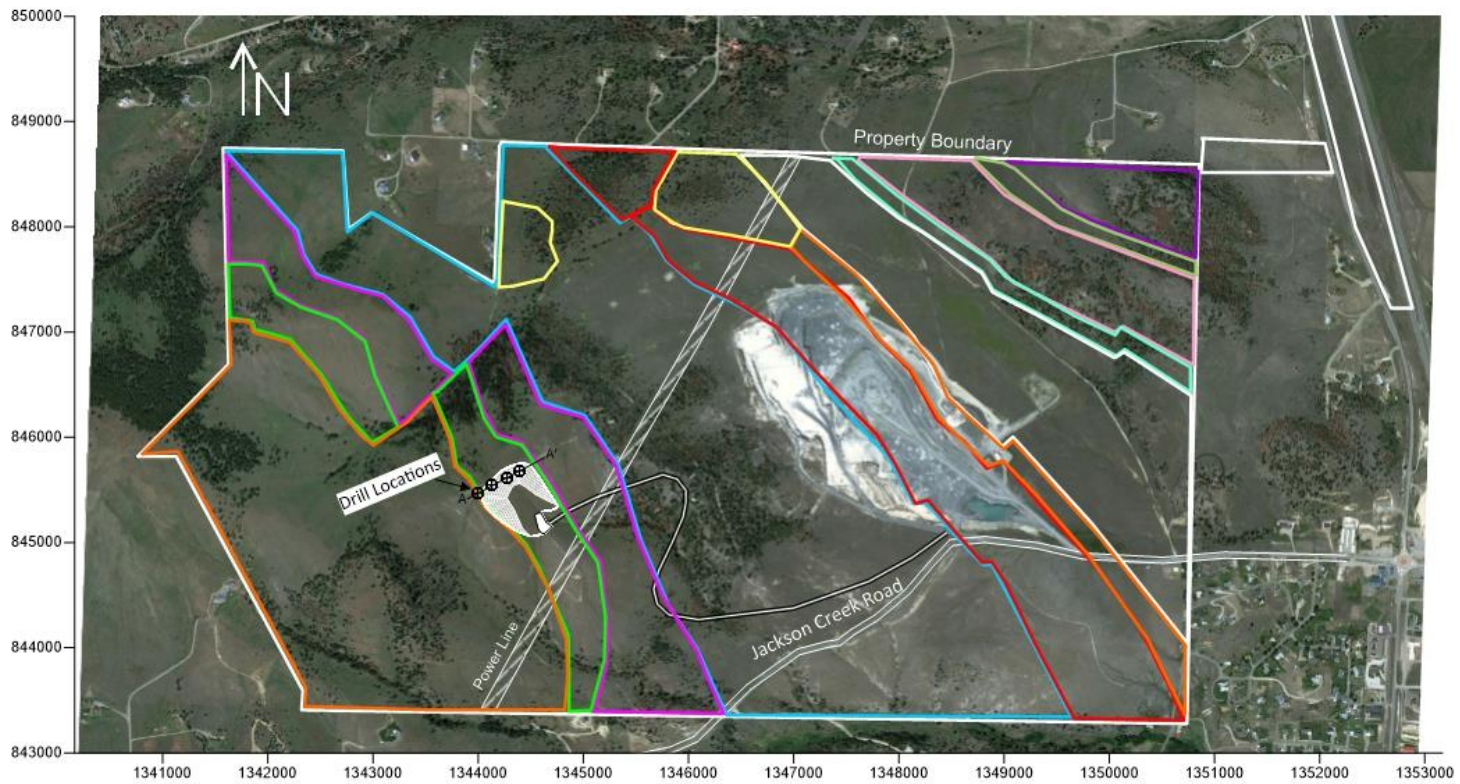 850000
849000
848000
847000
846000
845000
844000
843000
N
Property Boundary
Drill Locations
A
A'
Power Line
Jackson Creek Road
1341000 1342000 1343000 1344000 1345000 1346000 1347000 1348000 1349000 1350000 1351000 1352000 1353000